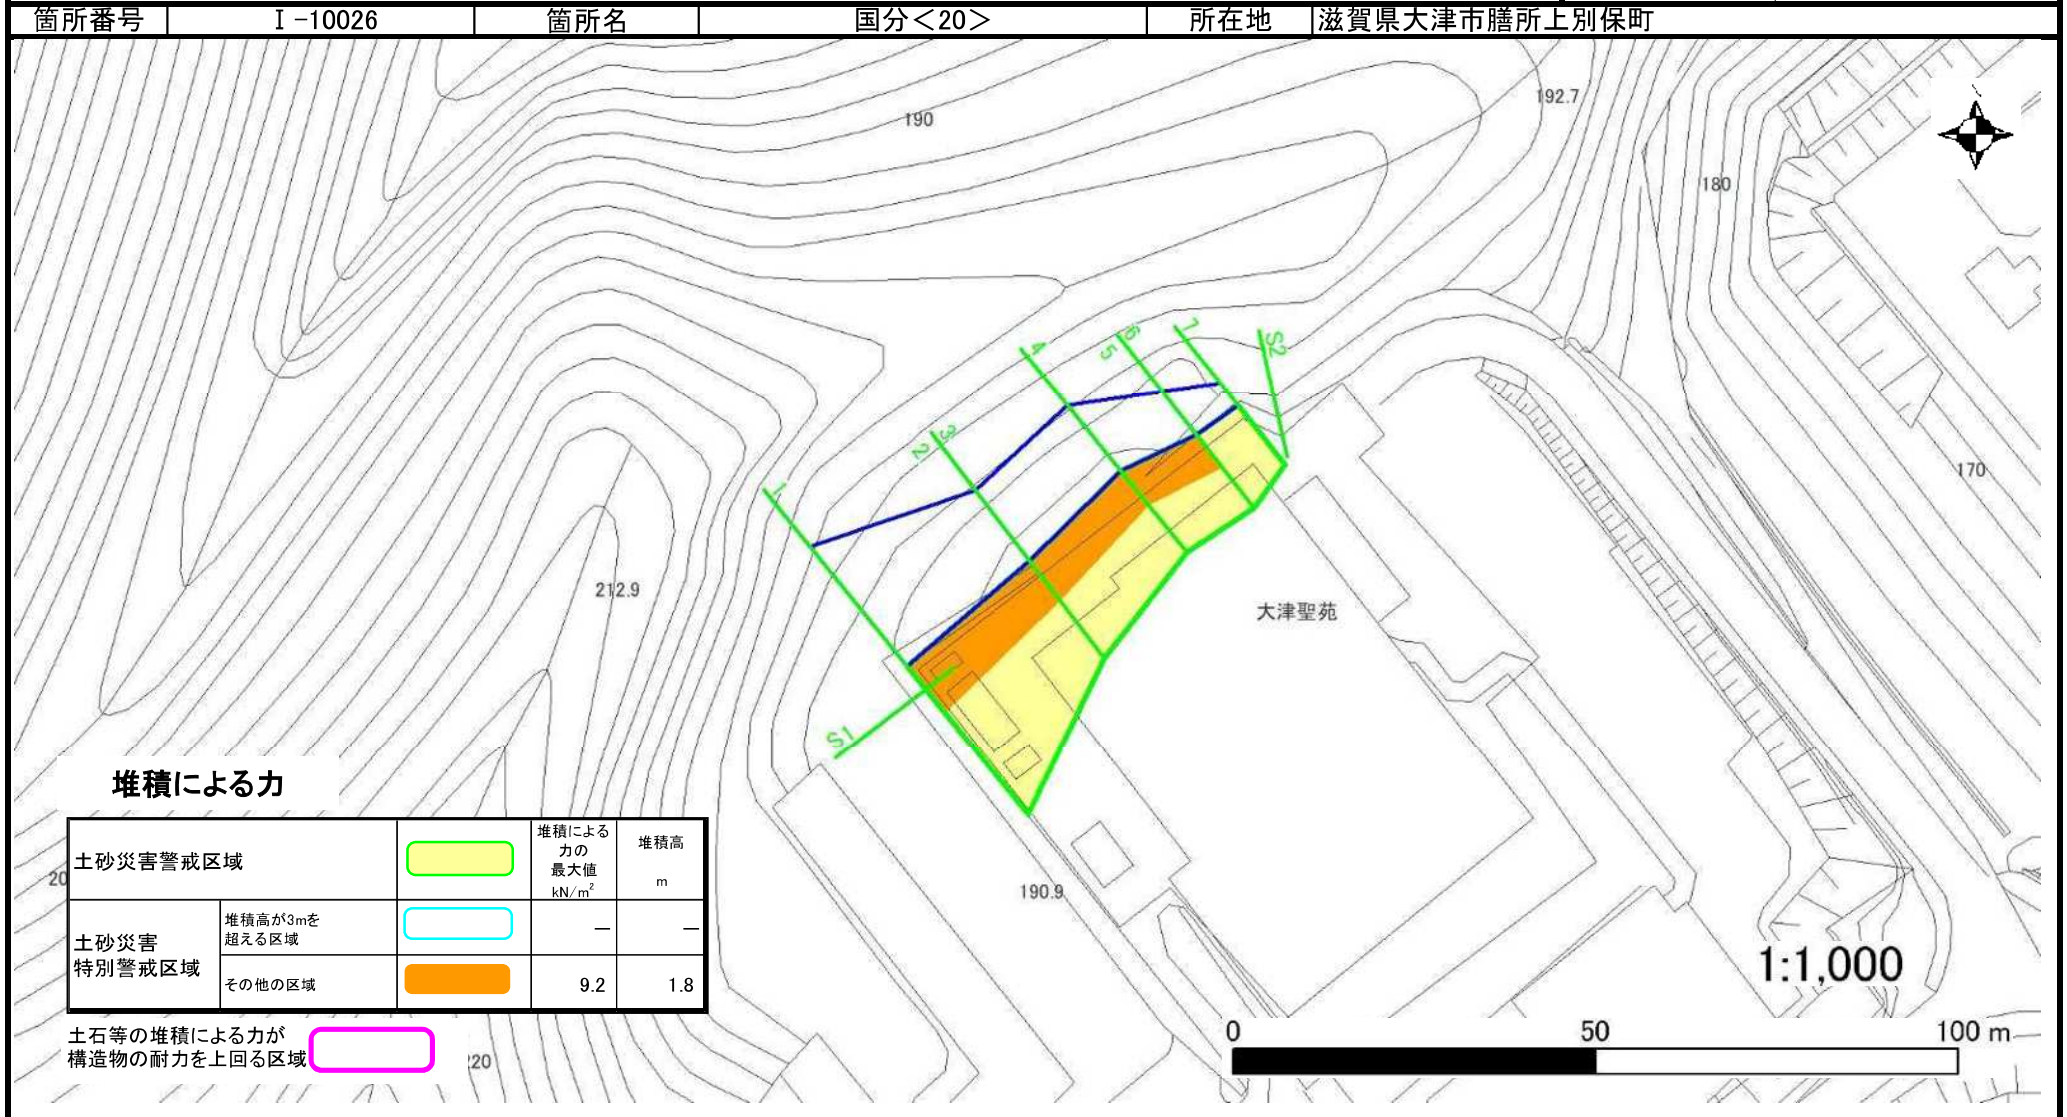 箇所番号 Ⅰ-10026 箇所名 国分＜20＞ 所在地 滋賀県大津市膳所上別保町
192.7
190
180
1
2
3
4
5
6
7
S2
170
212.9
大津聖苑
S1
190.9
堆積による力
土砂災害警戒区域
堆積による
力の
最大値
kN/m²
堆積高
m
20
土砂災害
特別警戒区域
堆積高が3mを
超える区域
― ―
その他の区域 9.2 1.8
土石等の堆積による力が
構造物の耐力を上回る区域
220
1:1,000
0 50 100 m